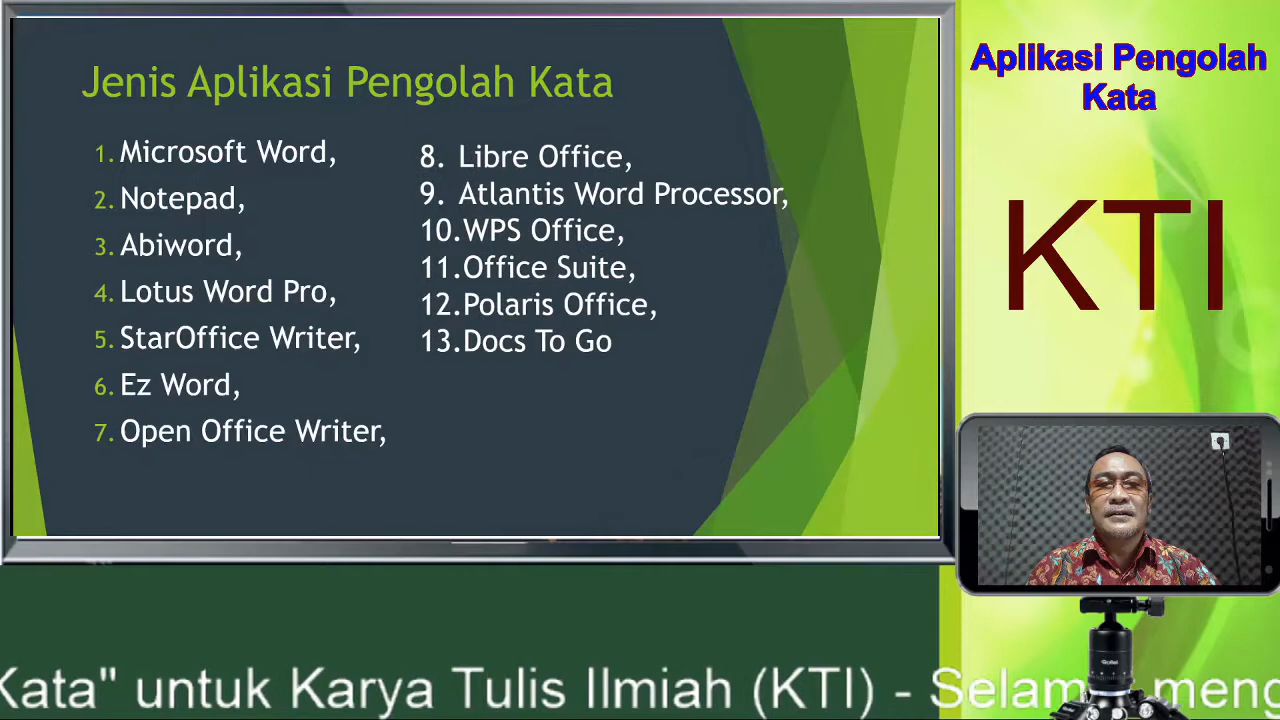 Jenis Aplikasi Pengolah Kata
1. Microsoft Word,
2. Notepad,
3. Abiword,
4. Lotus Word Pro,
5. StarOffice Writer,
6. Ez Word,
7. Open Office Writer,
8. Libre Office,
9. Atlantis Word Processor,
10.WPS Office,
11.Office Suite,
12.Polaris Office,
13.Docs To Go
Aplikasi Pengolah
Kata
KTI
Kata" untuk Karya Tulis Ilmiah (KTI) - Selam